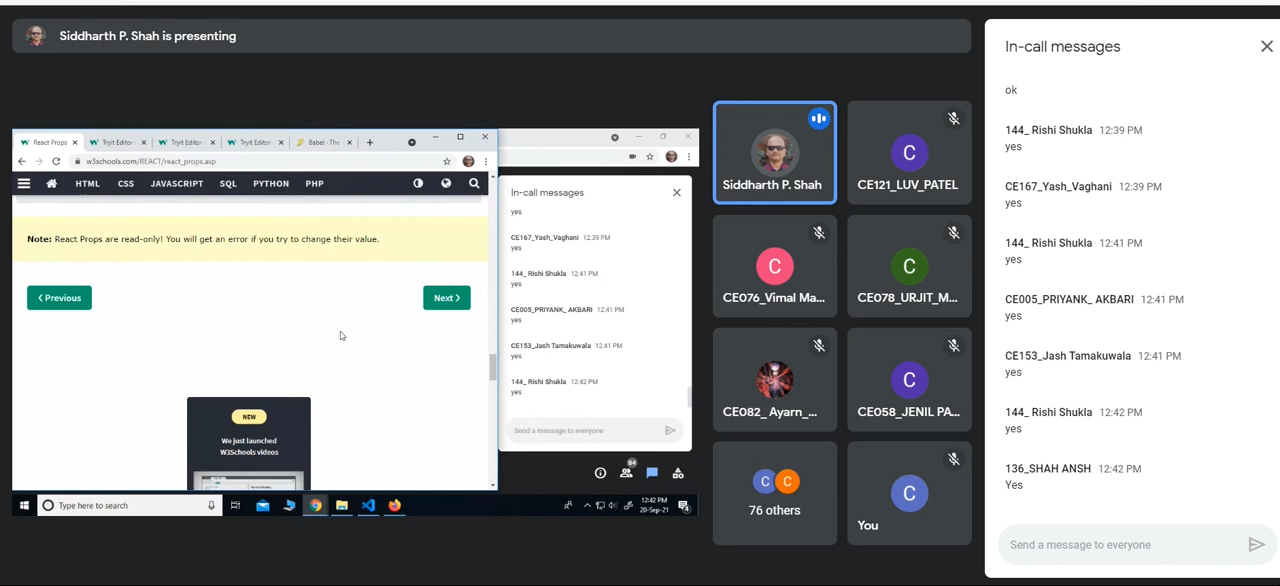 Siddharth P. Shah is presenting
React Props
Tryit Editor
Tryit Editor
Tryit Editor
Babel - The
w3schools.com/REACT/react_props.asp
HTML CSS JAVASCRIPT SQL PYTHON PHP
Note: React Props are read-only! You will get an error if you try to change their value.
❮ Previous
Next ❯
NEW
We just launched
W3Schools videos
Type here to search
12:42 PM
20-Sep-21
In-call messages
yes
CE167_Yash_Vaghani 12:39 PM
yes
144_ Rishi Shukla 12:41 PM
yes
CE005_PRIYANK_ AKBARI 12:41 PM
yes
CE153_Jash Tamakuwala 12:41 PM
yes
144_ Rishi Shukla 12:42 PM
yes
Send a message to everyone
84
Siddharth P. Shah
C
CE121_LUV_PATEL
C
CE076_Vimal Ma...
C
CE078_URJIT_M...
CE082_ Ayarn_...
C
CE058_JENIL PA...
C C
76 others
C
You
In-call messages
ok
144_ Rishi Shukla 12:39 PM
yes
CE167_Yash_Vaghani 12:39 PM
yes
144_ Rishi Shukla 12:41 PM
yes
CE005_PRIYANK_ AKBARI 12:41 PM
yes
CE153_Jash Tamakuwala 12:41 PM
yes
144_ Rishi Shukla 12:42 PM
yes
136_SHAH ANSH 12:42 PM
Yes
Send a message to everyone